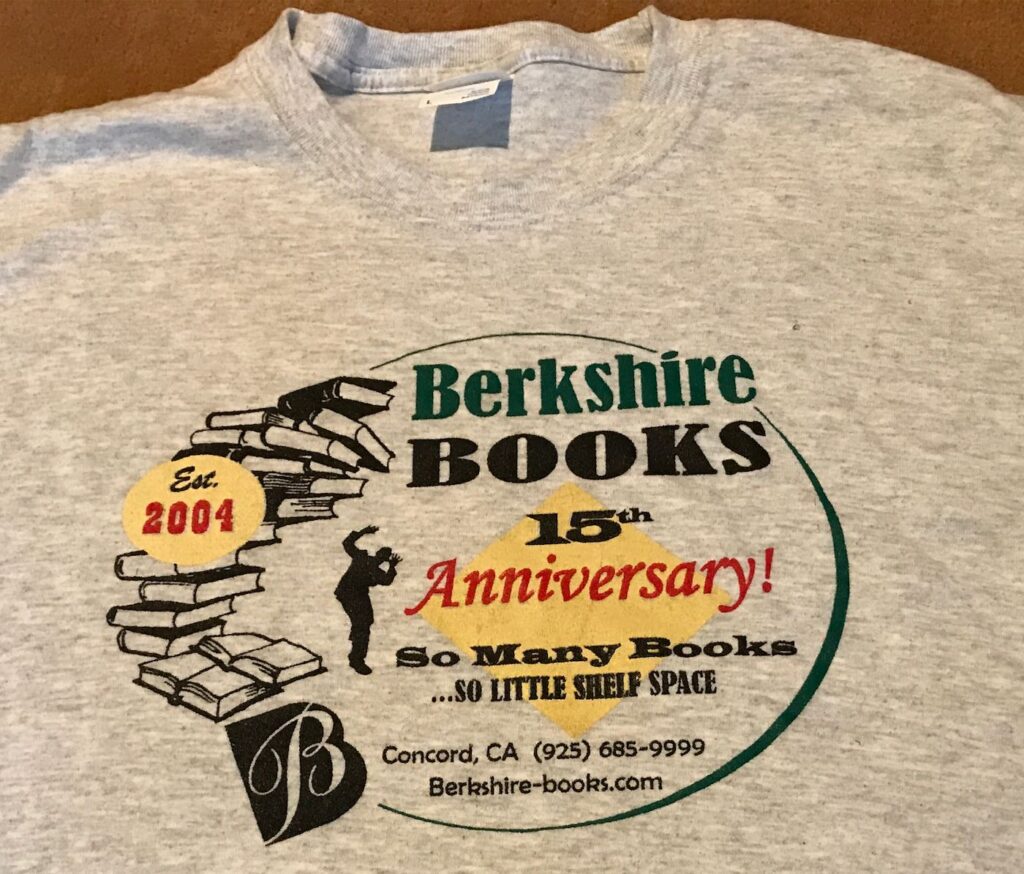 L
Berkshire
BOOKS
Est.
2004
15th
Anniversary!
So Many Books
...SO LITTLE SHELF SPACE
B
Concord, CA (925) 685-9999
Berkshire-books.com